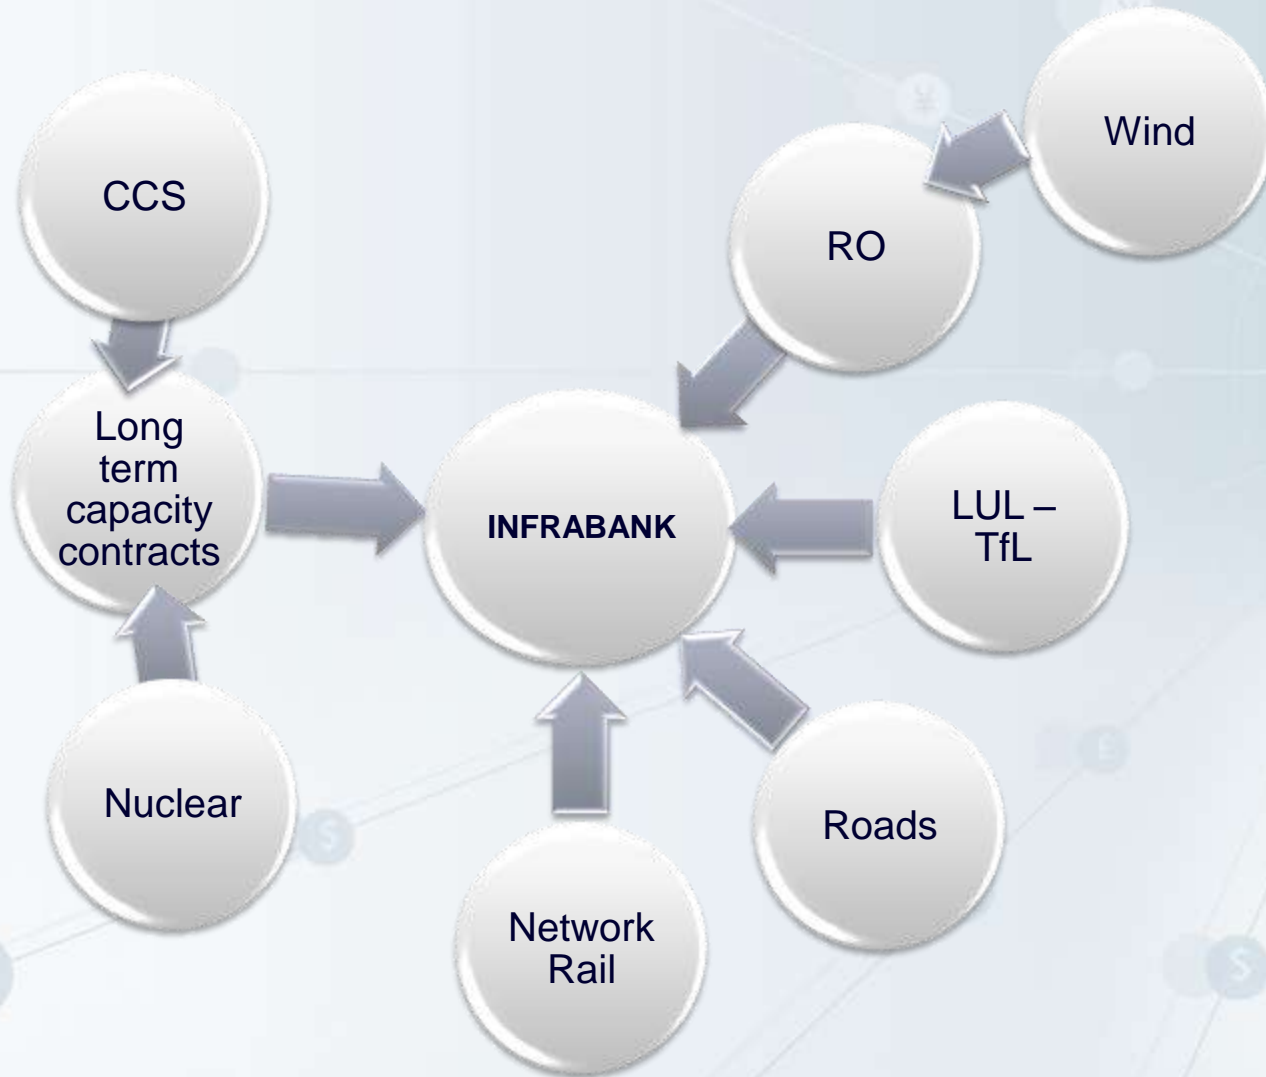 Wind
CCS
RO
Long
term
capacity
contracts
INFRABANK
LUL –
TfL
Nuclear
Roads
Network
Rail